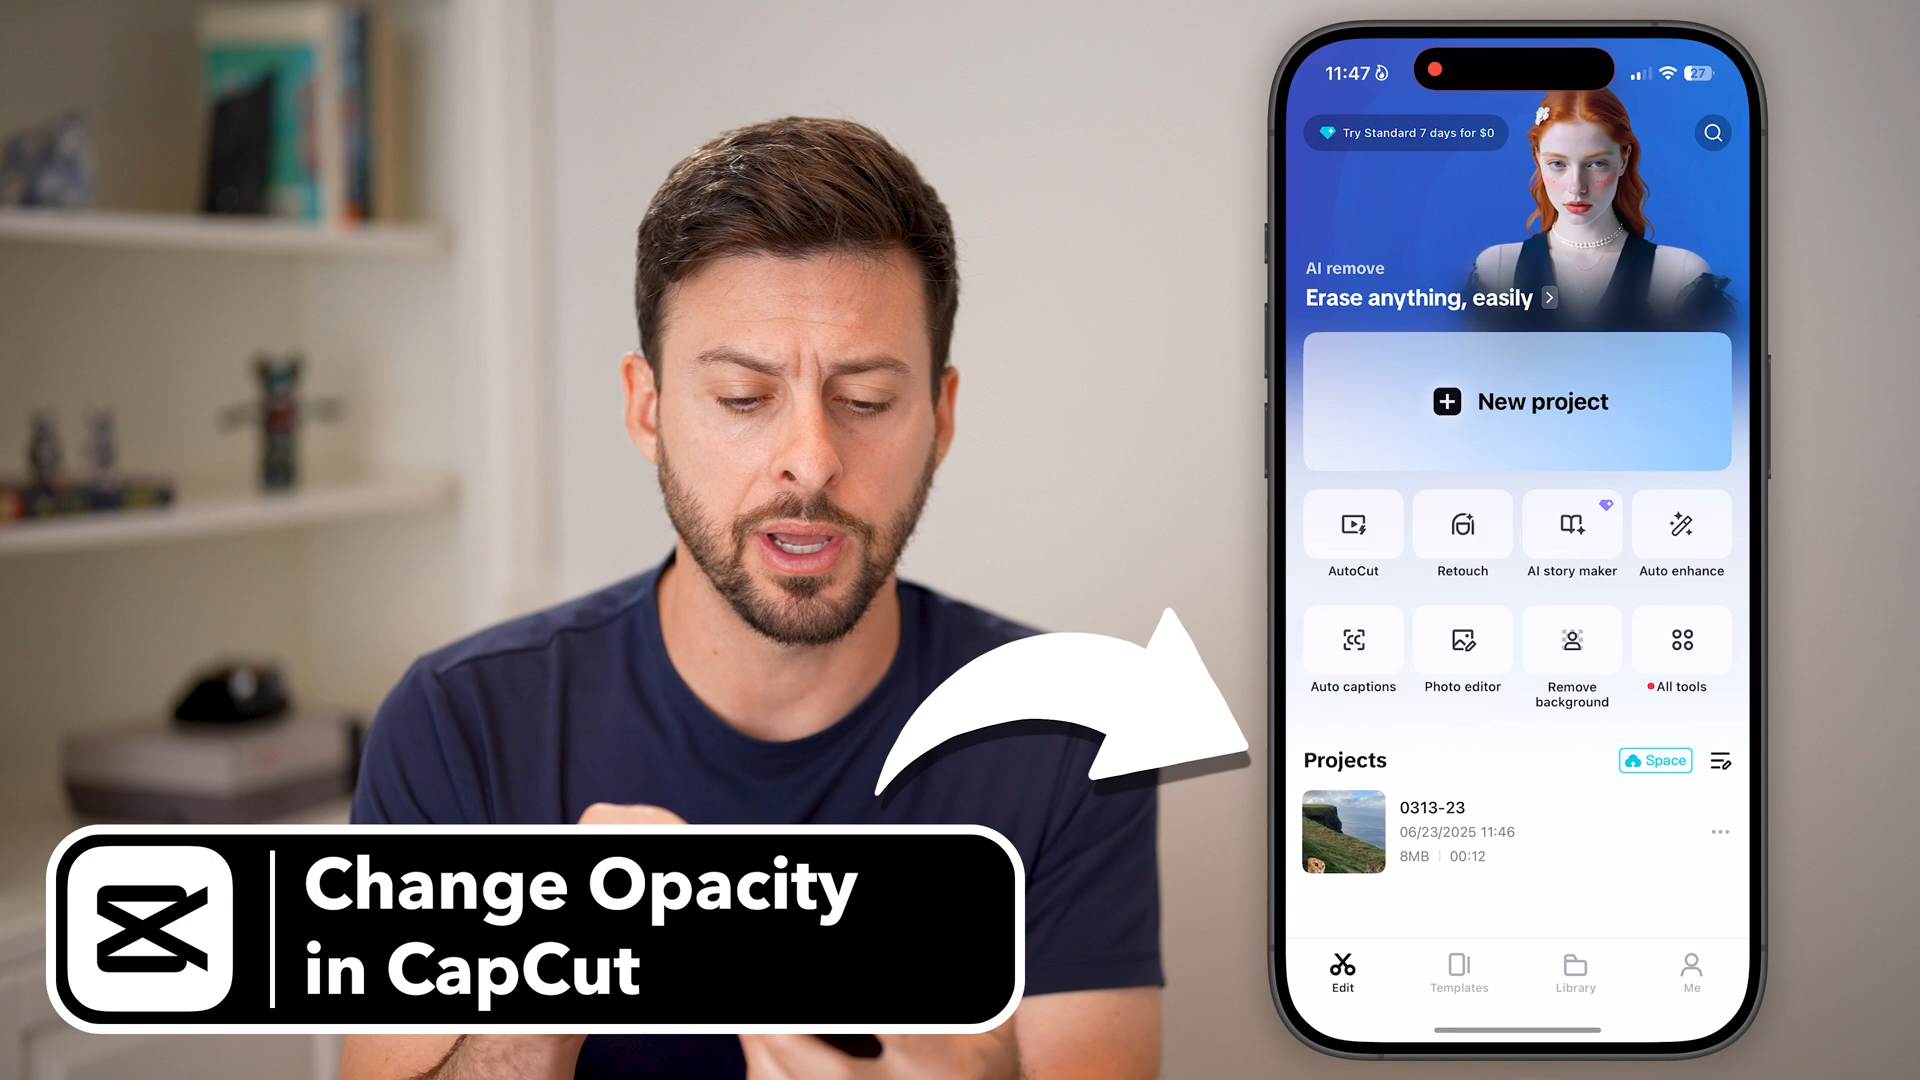 Change Opacity
in CapCut
11:47
27
Try Standard 7 days for $0
AI remove
Erase anything, easily
New project
AutoCut
Retouch
AI story maker
Auto enhance
Auto captions
Photo editor
Remove
background
All tools
Projects
Space
0313-23
06/23/2025 11:46
8MB | 00:12
Edit
Templates
Library
Me